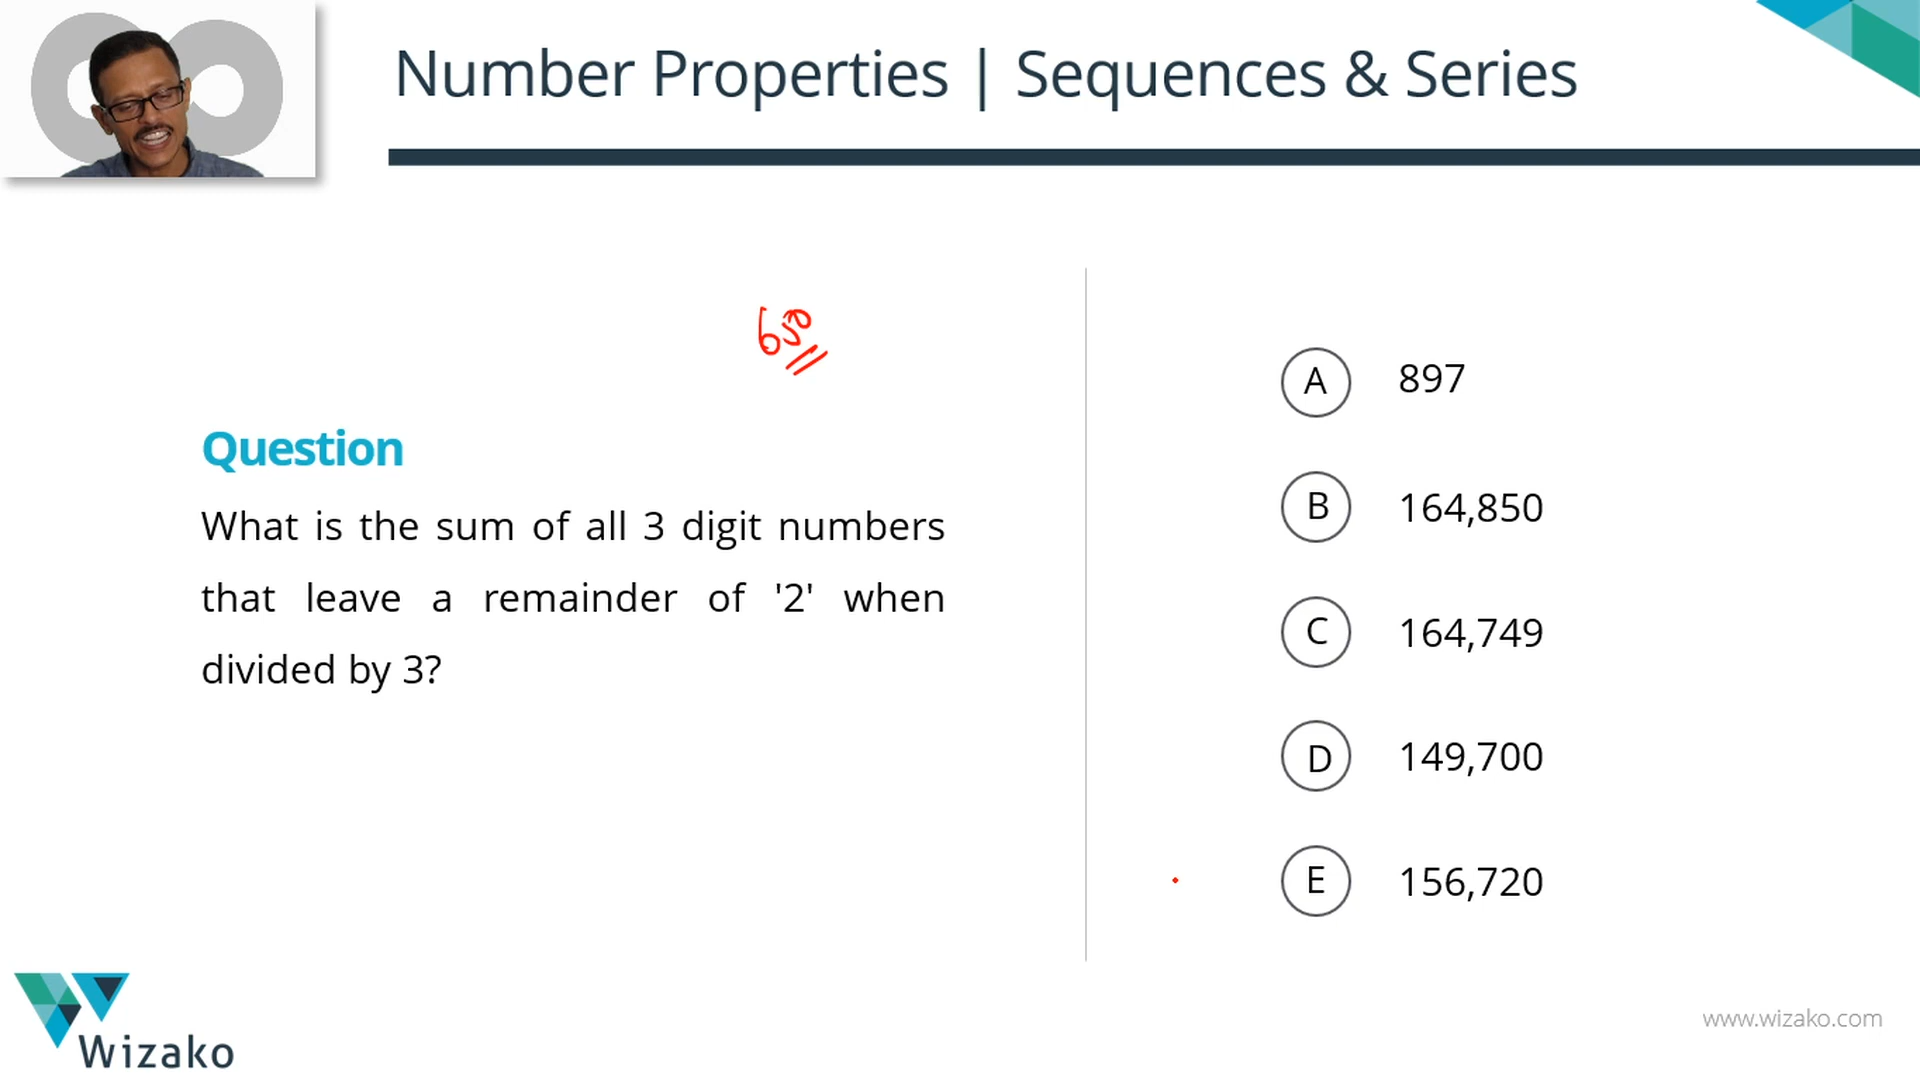 Number Properties | Sequences & Series
650
Question
What is the sum of all 3 digit numbers
that leave a remainder of '2' when
divided by 3?
A 897
B 164,850
C 164,749
D 149,700
E 156,720
Wizako
www.wizako.com